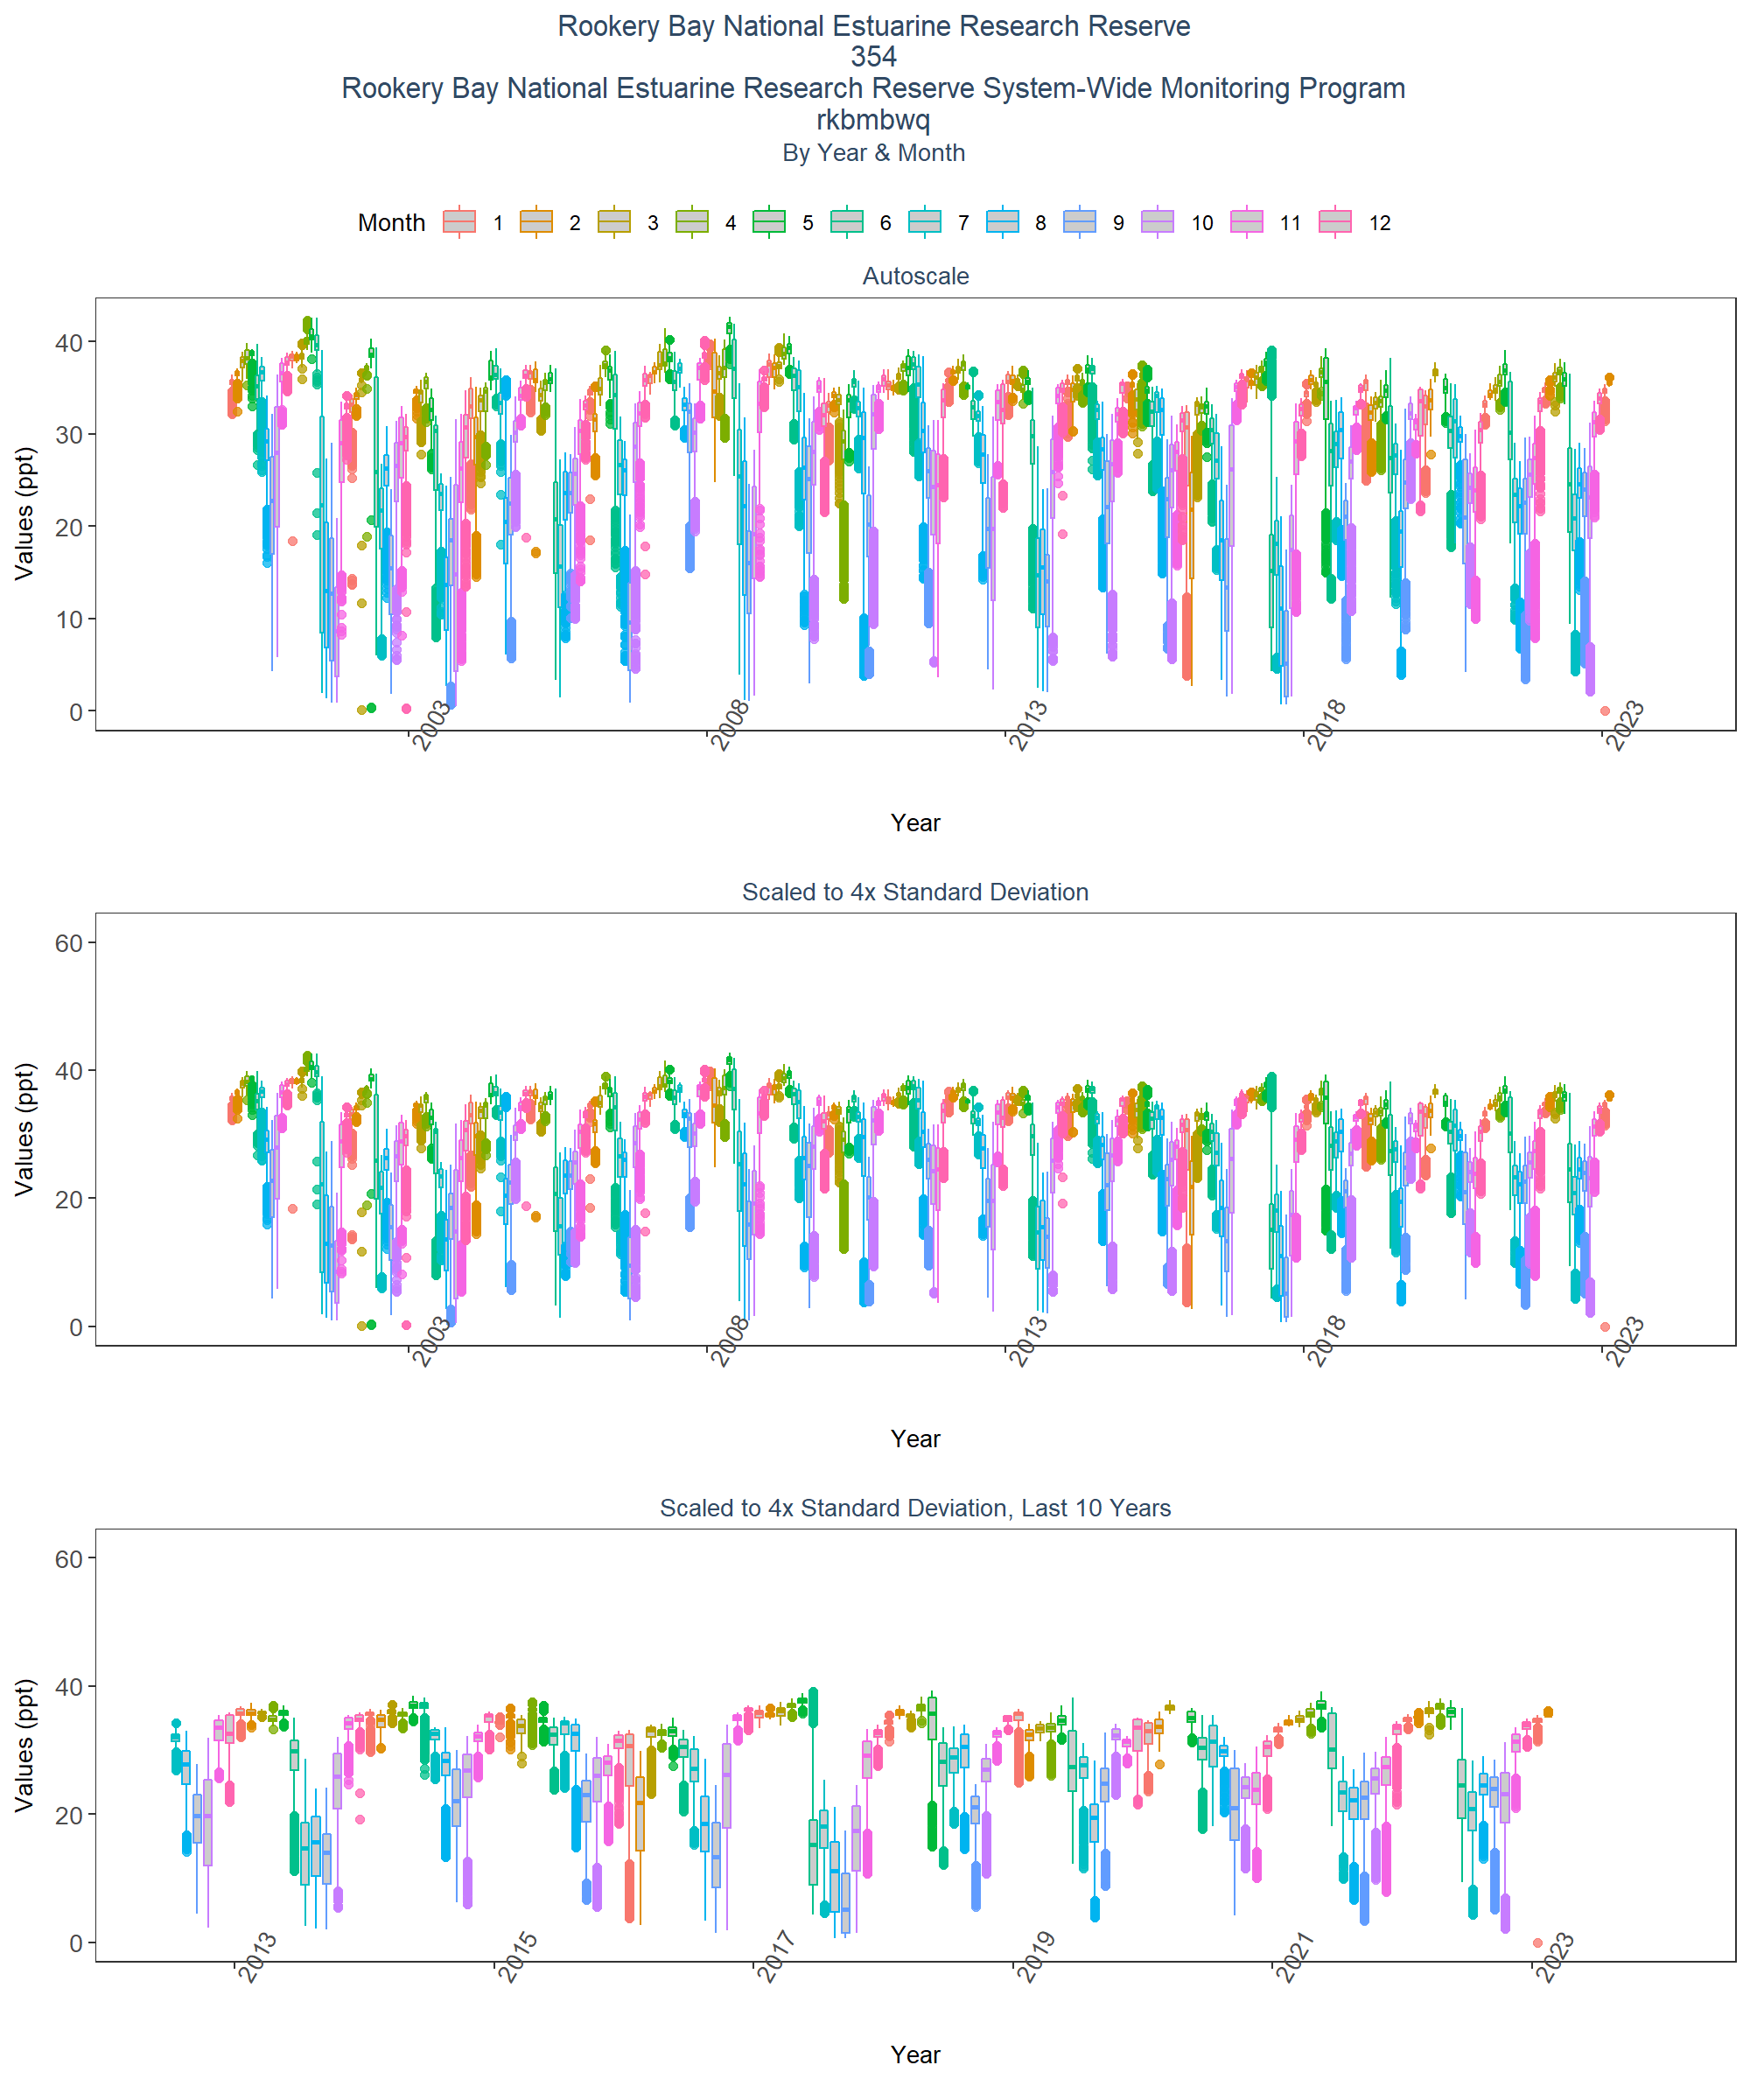 Rookery Bay National Estuarine Research Reserve
354
Rookery Bay National Estuarine Research Reserve System-Wide Monitoring Program
rkbmbwq
By Year & Month
Month 1 2 3 4 5 6 7 8 9 10 11 12
Autoscale
Values (ppt)
40
30
20
10
0
2003 2008 2013 2018 2023
Year
Scaled to 4x Standard Deviation
Values (ppt)
60
40
20
0
2003 2008 2013 2018 2023
Year
Scaled to 4x Standard Deviation, Last 10 Years
Values (ppt)
60
40
20
0
2013 2015 2017 2019 2021 2023
Year